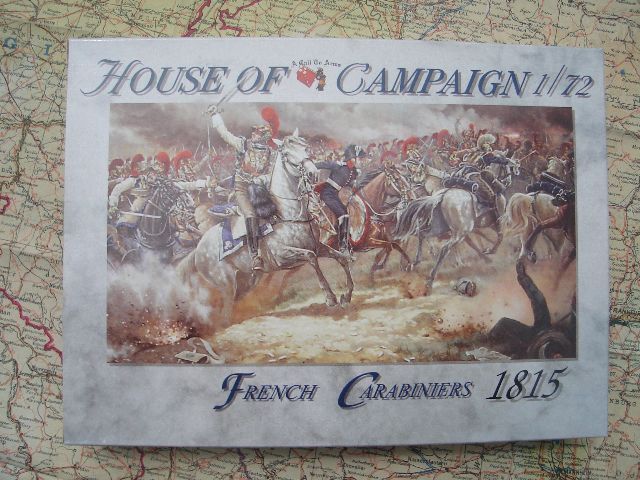 HOUSE OF CAMPAIGN 1/72
A Call To Arms
FRENCH CARABINIERS 1815